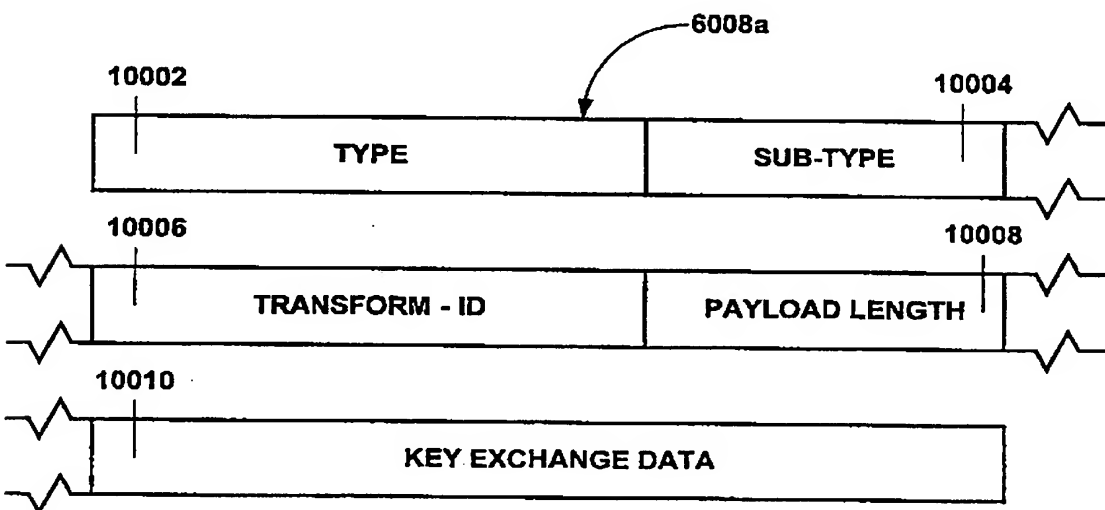 6008a
10002
10004
TYPE
SUB-TYPE
10006
10008
TRANSFORM - ID
PAYLOAD LENGTH
10010
KEY EXCHANGE DATA